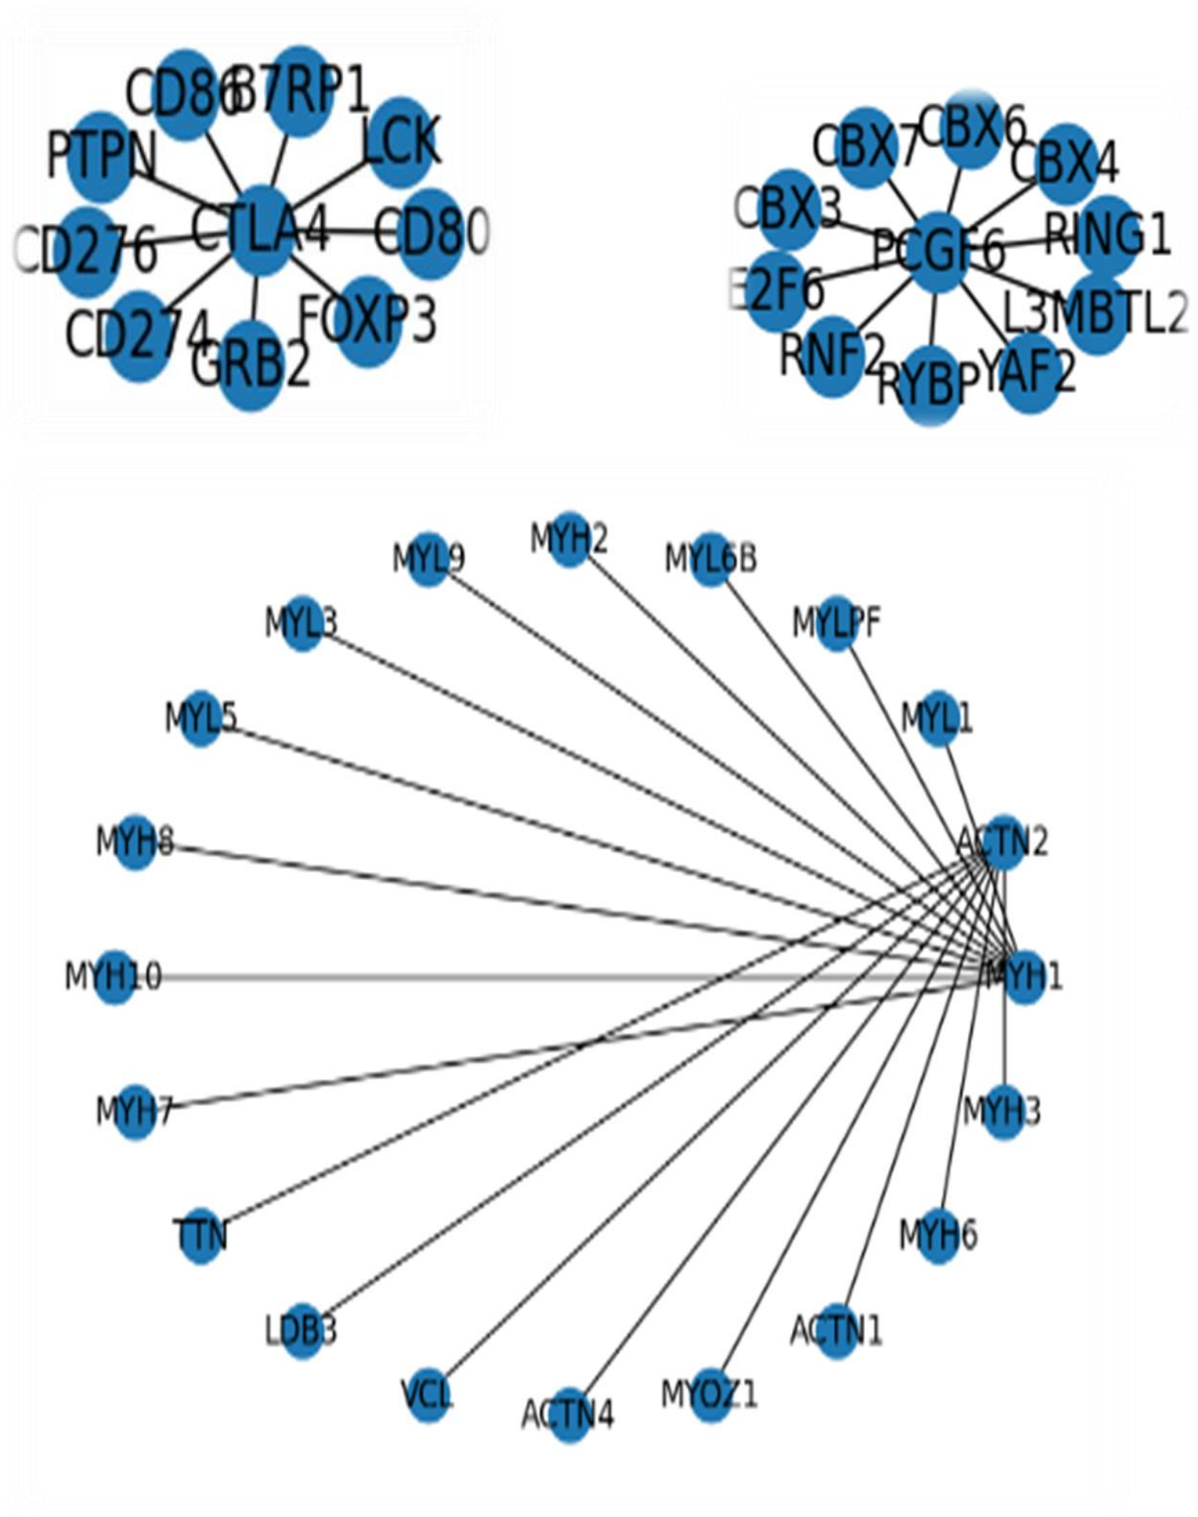 CD86
B7RP1
PTPN
LCK
CD276
CTLA4
CD80
CD274
GRB2
FOXP3
CBX7
CBX6
CBX4
CBX3
PCGF6
RING1
E2F6
L3MBTL2
RNF2
RYBP
YAF2
MYL9
MYH2
MYL6B
MYL3
MYLPF
MYL5
MYL1
MYH8
ACTN2
MYH10
MYH1
MYH7
MYH3
TTN
MYH6
LDB3
ACTN1
VCL
ACTN4
MYOZ1